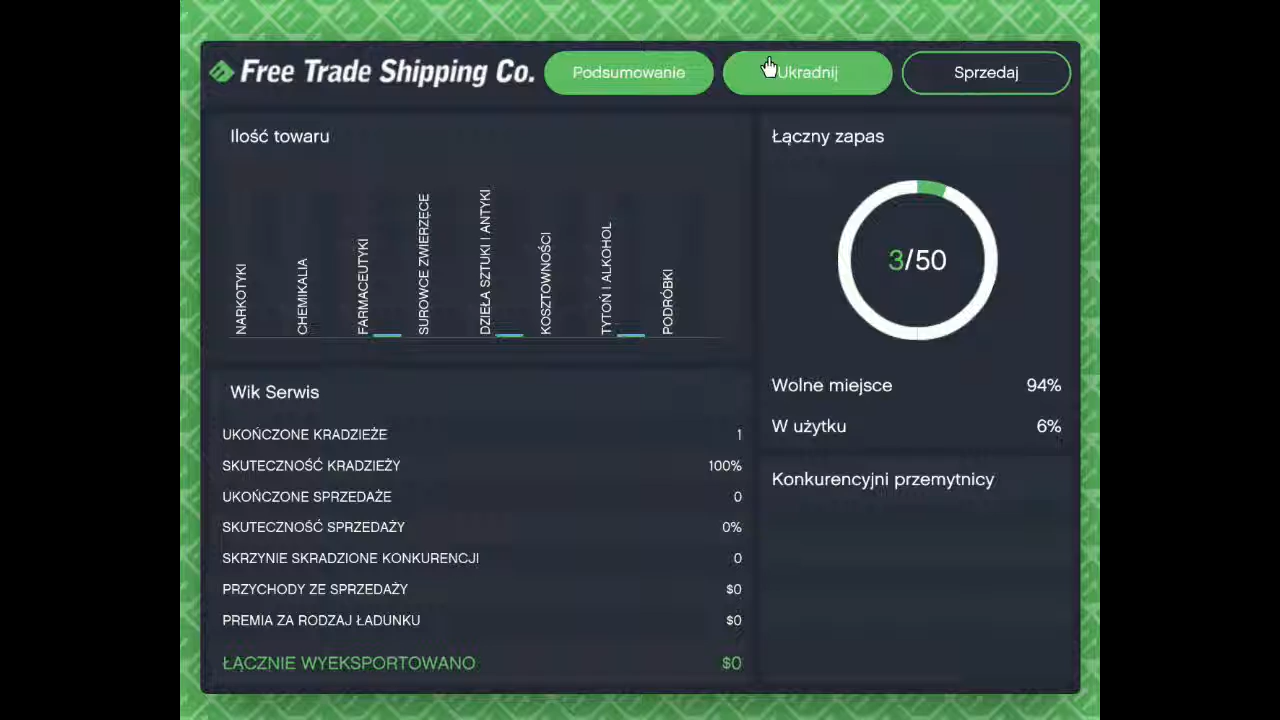 Free Trade Shipping Co.
Podsumowanie
Ukradnij
Sprzedaj
Ilość towaru
NARKOTYKI
CHEMIKALIA
FARMACEUTYKI
SUROWCE ZWIERZĘCE
DZIEŁA SZTUKI I ANTYKI
KOSZTOWNOŚCI
TYTOŃ I ALKOHOL
PODRÓBKI
Łączny zapas
3/50
Wolne miejsce 94%
W użytku 6%
Wik Serwis
UKOŃCZONE KRADZIEŻE 1
SKUTECZNOŚĆ KRADZIEŻY 100%
UKOŃCZONE SPRZEDAŻE 0
SKUTECZNOŚĆ SPRZEDAŻY 0%
SKRZYNIE SKRADZIONE KONKURENCJI 0
PRZYCHODY ZE SPRZEDAŻY $0
PREMIA ZA RODZAJ ŁADUNKU $0
ŁĄCZNIE WYEKSPORTOWANO $0
Konkurencyjni przemytnicy